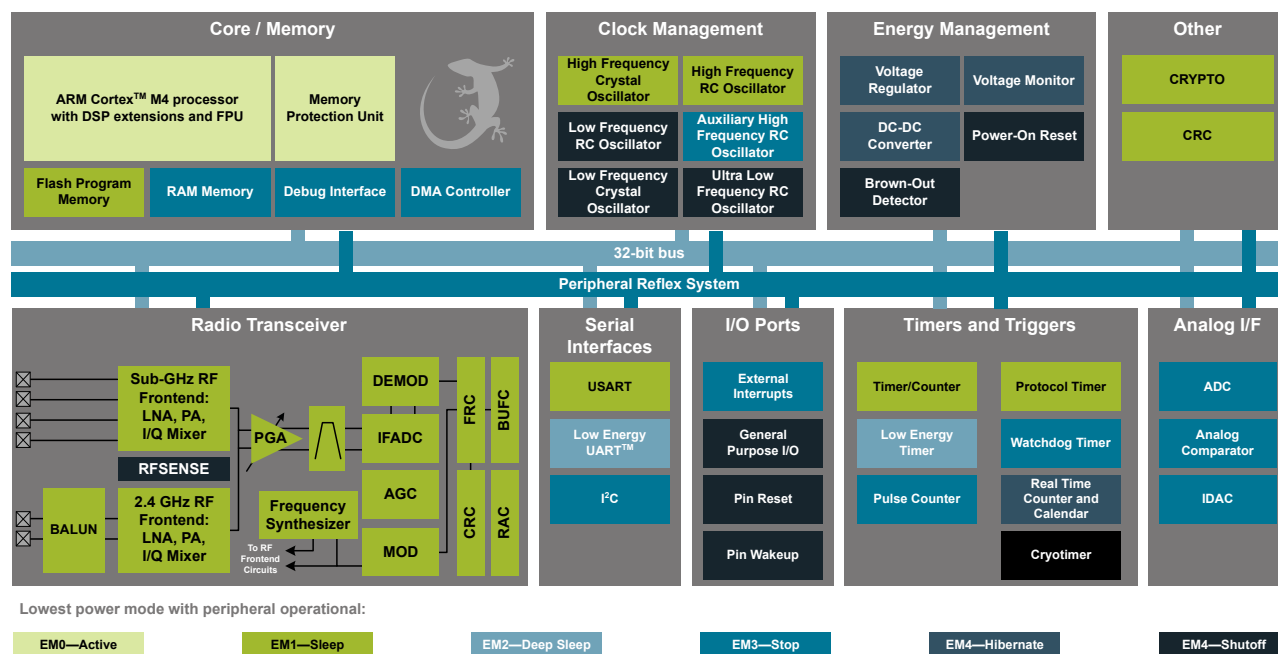 Core / Memory
ARM Cortex™ M4 processor
with DSP extensions and FPU
Memory
Protection Unit
Flash Program
Memory
RAM Memory
Debug Interface
DMA Controller
Clock Management
High Frequency
Crystal
Oscillator
High Frequency
RC Oscillator
Low Frequency
RC Oscillator
Auxiliary High
Frequency RC
Oscillator
Low Frequency
Crystal
Oscillator
Ultra Low
Frequency RC
Oscillator
Energy Management
Voltage
Regulator
Voltage Monitor
DC-DC
Converter
Power-On Reset
Brown-Out
Detector
Other
CRYPTO
CRC
32-bit bus
Peripheral Reflex System
Radio Transceiver
Sub-GHz RF
Frontend:
LNA, PA,
I/Q Mixer
RFSENSE
BALUN
2.4 GHz RF
Frontend:
LNA, PA,
I/Q Mixer
PGA
DEMOD
IFADC
AGC
MOD
Frequency
Synthesizer
To RF
Frontend
Circuits
FRC
BUFC
CRC
RAC
Serial
Interfaces
USART
Low Energy
UART™
I²C
I/O Ports
External
Interrupts
General
Purpose I/O
Pin Reset
Pin Wakeup
Timers and Triggers
Timer/Counter
Protocol Timer
Low Energy
Timer
Watchdog Timer
Pulse Counter
Real Time
Counter and
Calendar
Cryotimer
Analog I/F
ADC
Analog
Comparator
IDAC
Lowest power mode with peripheral operational:
EM0—Active
EM1—Sleep
EM2—Deep Sleep
EM3—Stop
EM4—Hibernate
EM4—Shutoff